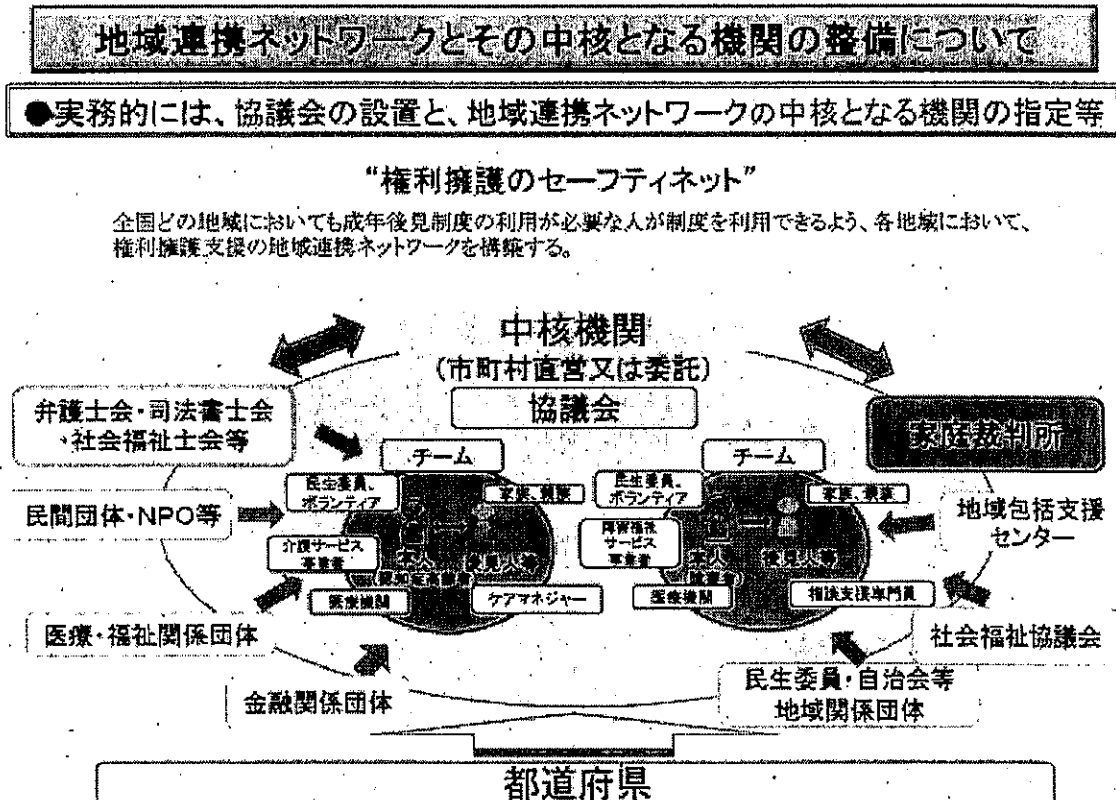 地域連携ネットワークとその中核となる機関の整備について
●実務的には、協議会の設置と、地域連携ネットワークの中核となる機関の指定等
“権利擁護のセーフティネット”
全国どの地域においても成年後見制度の利用が必要な人が制度を利用できるよう、各地域において、
権利擁護支援の地域連携ネットワークを構築する。
中核機関
(市町村直営又は委託)
協議会
弁護士会・司法書士会
・社会福祉士会等
家庭裁判所
チーム
民生委員、
ボランティア
家族、親族
介護サービス
事業者
本人
(認知症高齢者)
後見人等
医療機関
ケアマネジャー
チーム
民生委員、
ボランティア
家族、親族
障害福祉
サービス
事業者
本人
(障害者)
後見人等
医療機関
相談支援専門員
民間団体・NPO等
地域包括支援
センター
医療・福祉関係団体
社会福祉協議会
金融関係団体
民生委員・自治会等
地域関係団体
都道府県